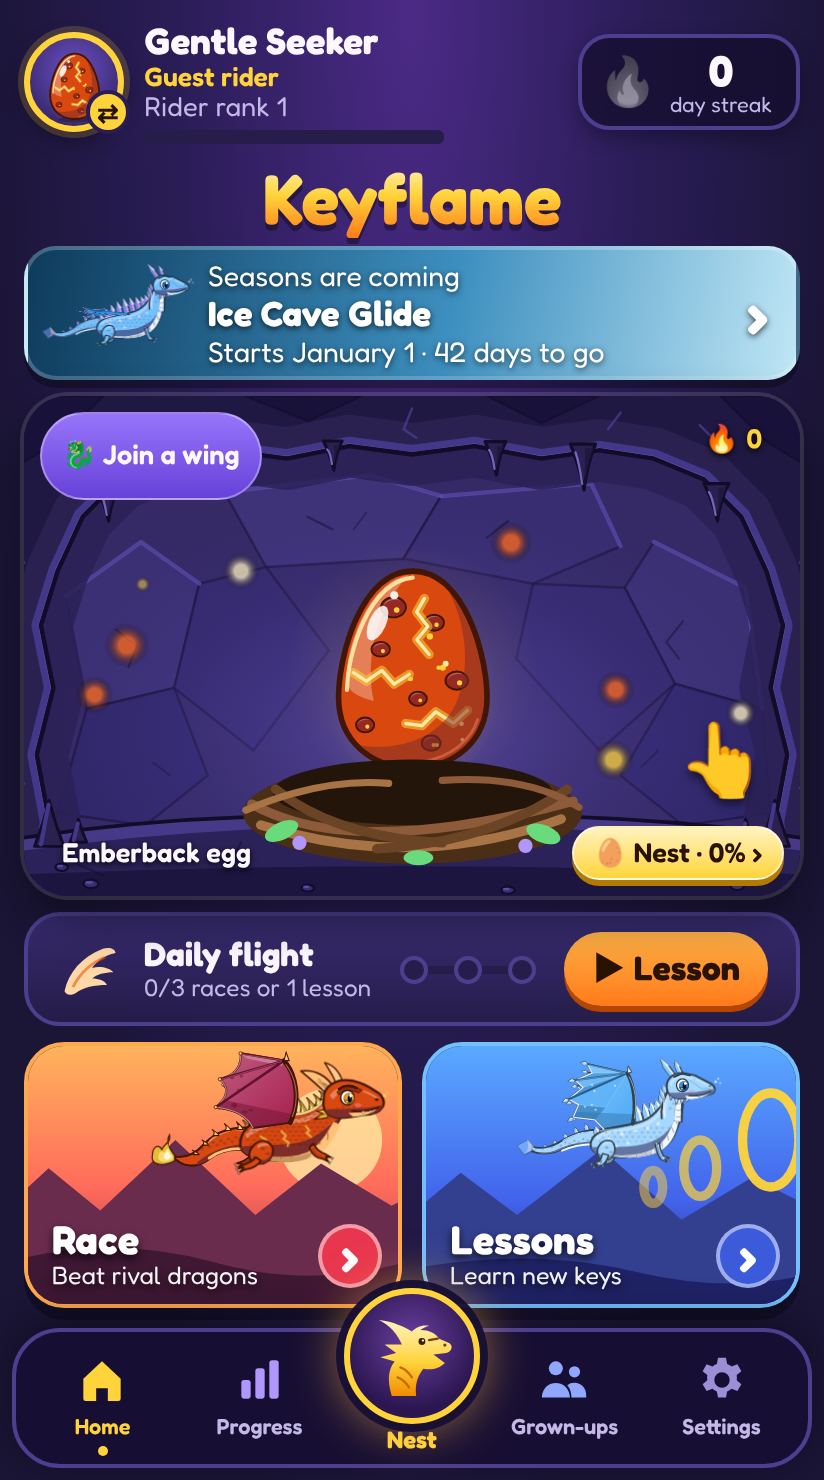 Gentle Seeker
Guest rider
Rider rank 1
0
day streak
Keyflame
Seasons are coming
Ice Cave Glide
Starts January 1 · 42 days to go
Join a wing
0
Emberback egg
Nest · 0% ›
Daily flight
0/3 races or 1 lesson
Lesson
Race
Beat rival dragons
Lessons
Learn new keys
Home
Progress
Nest
Grown-ups
Settings